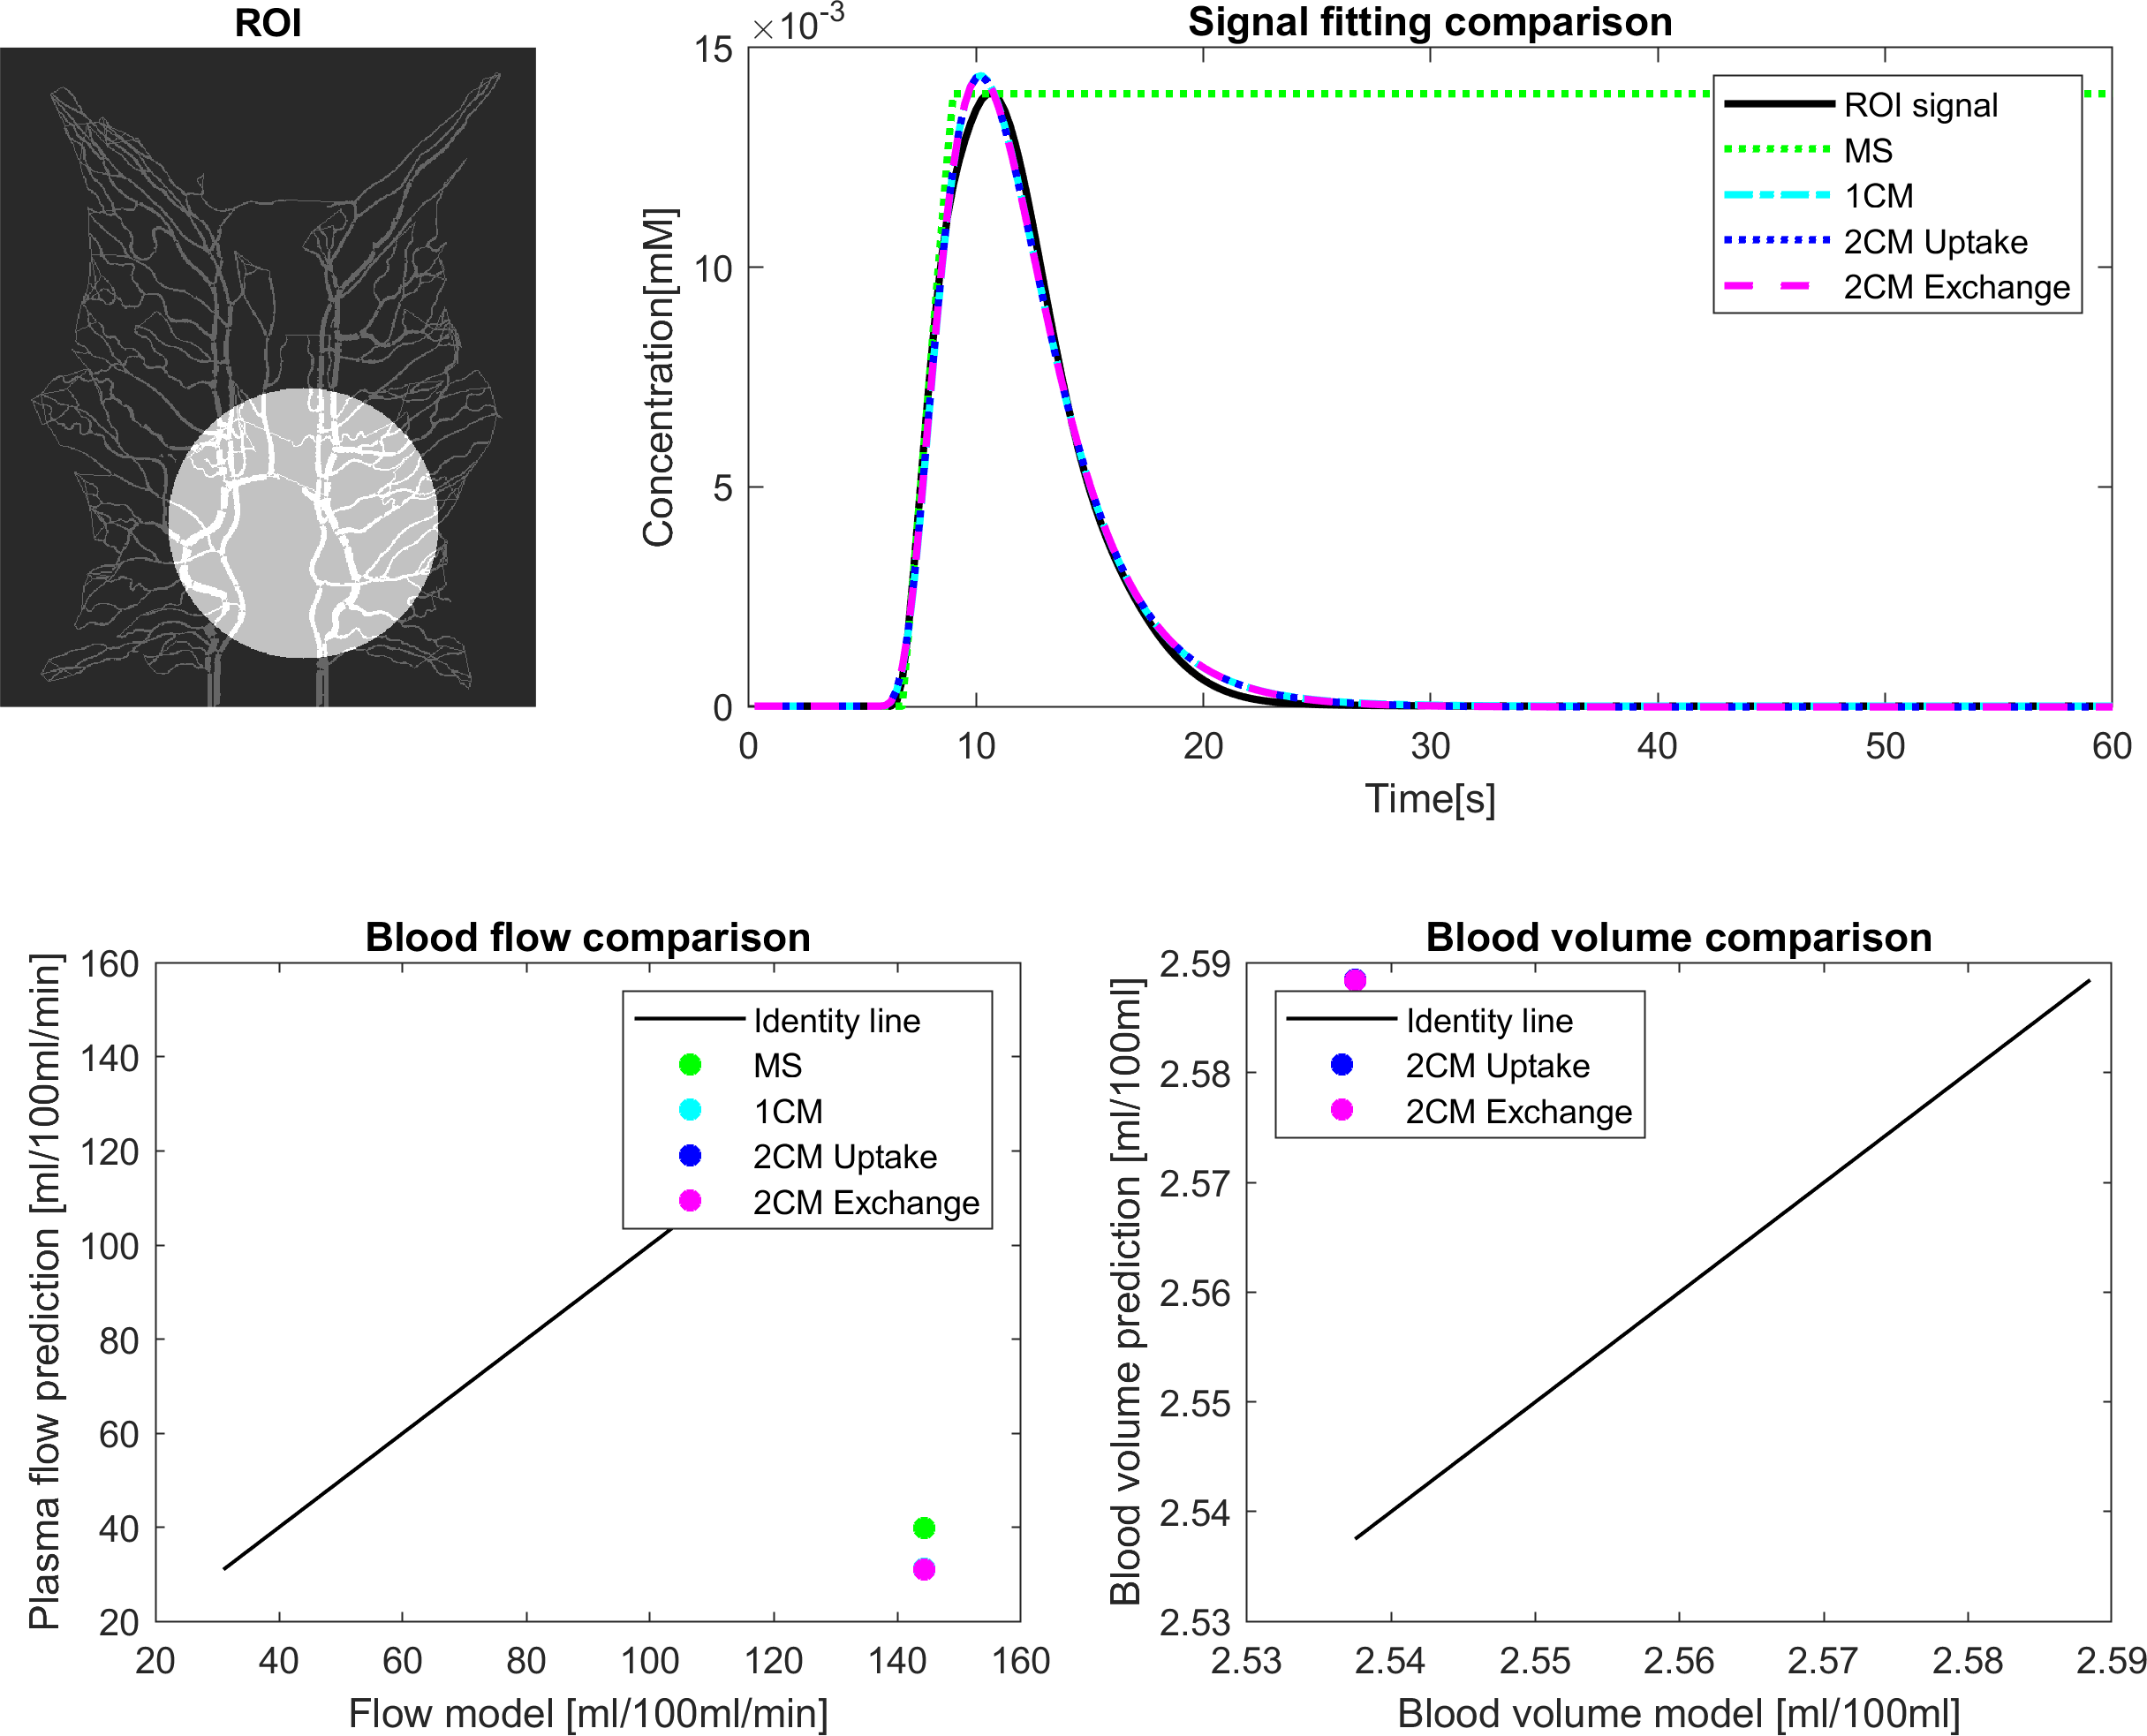 ROI
Signal fitting comparison
×10-3
15
10
5
0
Concentration[mM]
0 10 20 30 40 50 60
Time[s]
ROI signal
MS
1CM
2CM Uptake
2CM Exchange
Blood flow comparison
160
140
120
100
80
60
40
20
Plasma flow prediction [ml/100ml/min]
20 40 60 80 100 120 140 160
Flow model [ml/100ml/min]
Identity line
MS
1CM
2CM Uptake
2CM Exchange
Blood volume comparison
2.59
2.58
2.57
2.56
2.55
2.54
2.53
Blood volume prediction [ml/100ml]
2.53 2.54 2.55 2.56 2.57 2.58 2.59
Blood volume model [ml/100ml]
Identity line
2CM Uptake
2CM Exchange